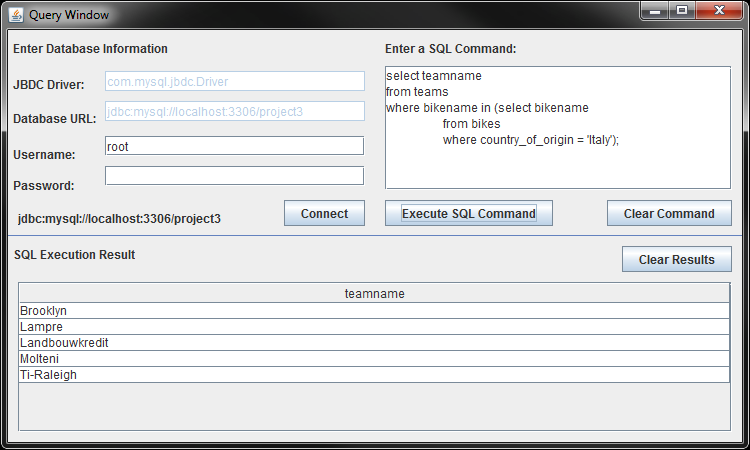 Query Window
Enter Database Information
JBDC Driver:
com.mysql.jbdc.Driver
Database URL:
jdbc:mysql://localhost:3306/project3
Username:
root
Password:
jdbc:mysql://localhost:3306/project3
Connect
Enter a SQL Command:
select teamname
from teams
where bikename in (select bikename
from bikes
where country_of_origin = 'Italy');
Execute SQL Command
Clear Command
SQL Execution Result
Clear Results
teamname
Brooklyn
Lampre
Landbouwkredit
Molteni
Ti-Raleigh